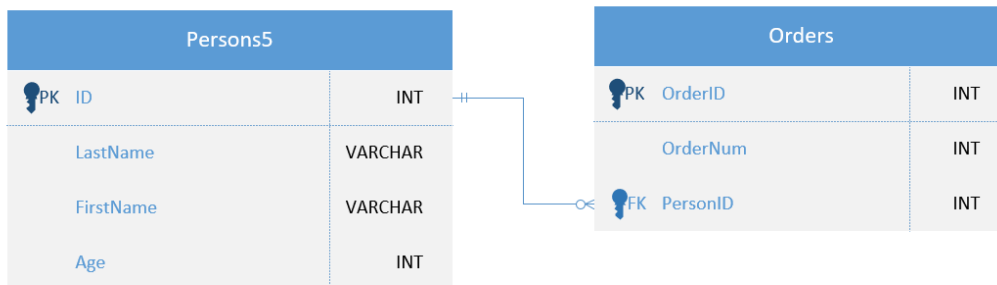 Persons5
PK ID INT
LastName VARCHAR
FirstName VARCHAR
Age INT
Orders
PK OrderID INT
OrderNum INT
FK PersonID INT